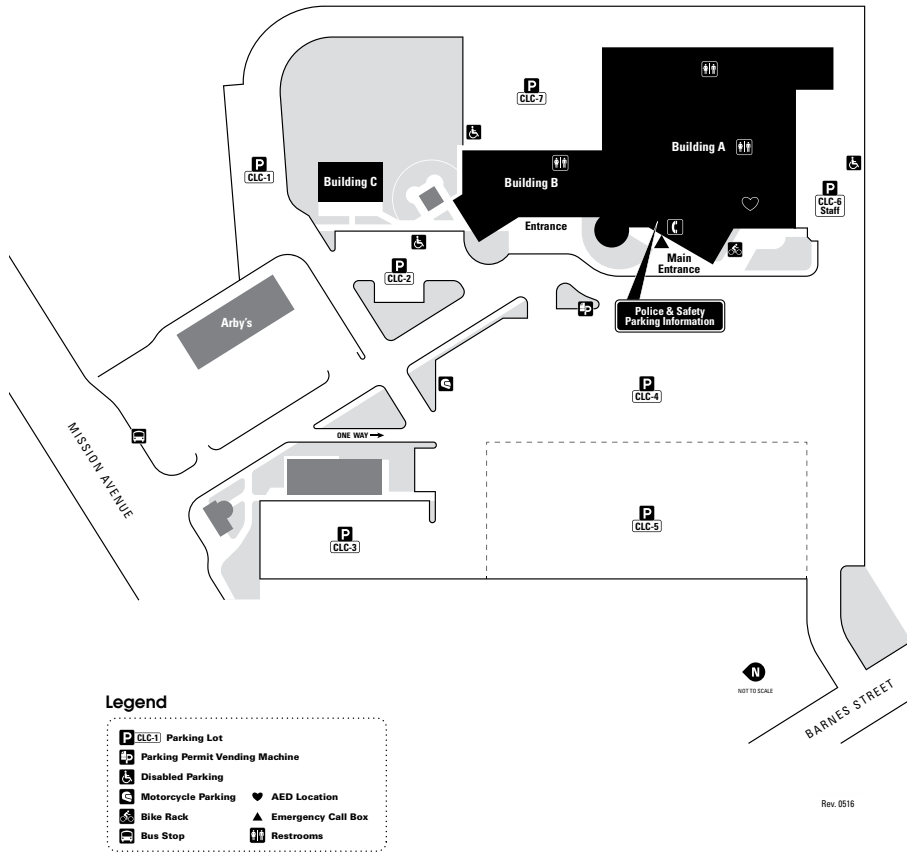 P
CLC-7
Building A
P
CLC-1
Building C
Building B
P
CLC-6
Staff
Entrance
P
CLC-2
Main
Entrance
Arby's
Police & Safety
Parking Information
P
P
CLC-4
ONE WAY
MISSION AVENUE
P
CLC-5
P
CLC-3
N
NOT TO SCALE
BARNES STREET
Legend
P CLC-1 Parking Lot
P Parking Permit Vending Machine
Disabled Parking
Motorcycle Parking
AED Location
Bike Rack
Emergency Call Box
Bus Stop
Restrooms
Rev. 0516